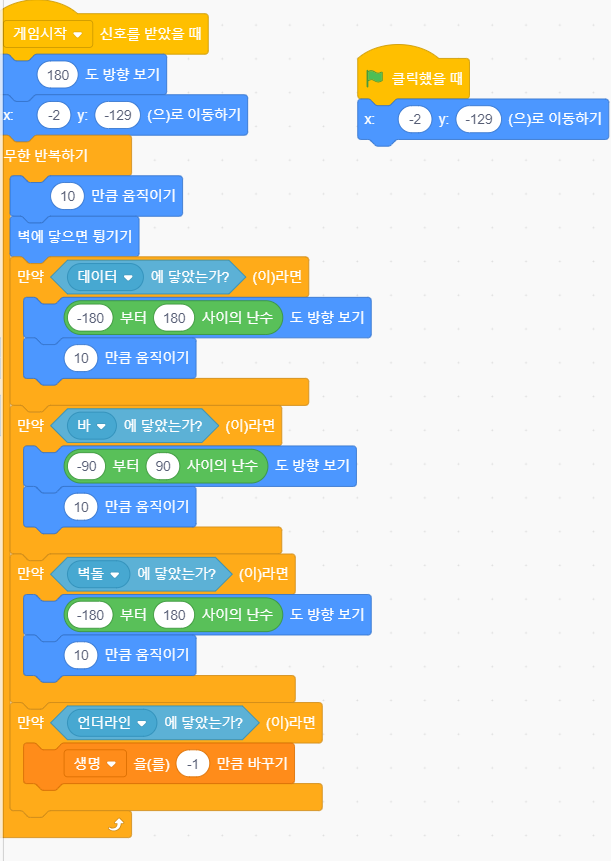 게임시작 신호를 받았을 때
180 도 방향 보기
x: -2 y: -129 (으)로 이동하기
무한 반복하기
10 만큼 움직이기
벽에 닿으면 튕기기
만약 데이터 에 닿았는가? (이)라면
-180 부터 180 사이의 난수 도 방향 보기
10 만큼 움직이기
만약 바 에 닿았는가? (이)라면
-90 부터 90 사이의 난수 도 방향 보기
10 만큼 움직이기
만약 벽돌 에 닿았는가? (이)라면
-180 부터 180 사이의 난수 도 방향 보기
10 만큼 움직이기
만약 언더라인 에 닿았는가? (이)라면
생명 을(를) -1 만큼 바꾸기
클릭했을 때
x: -2 y: -129 (으)로 이동하기